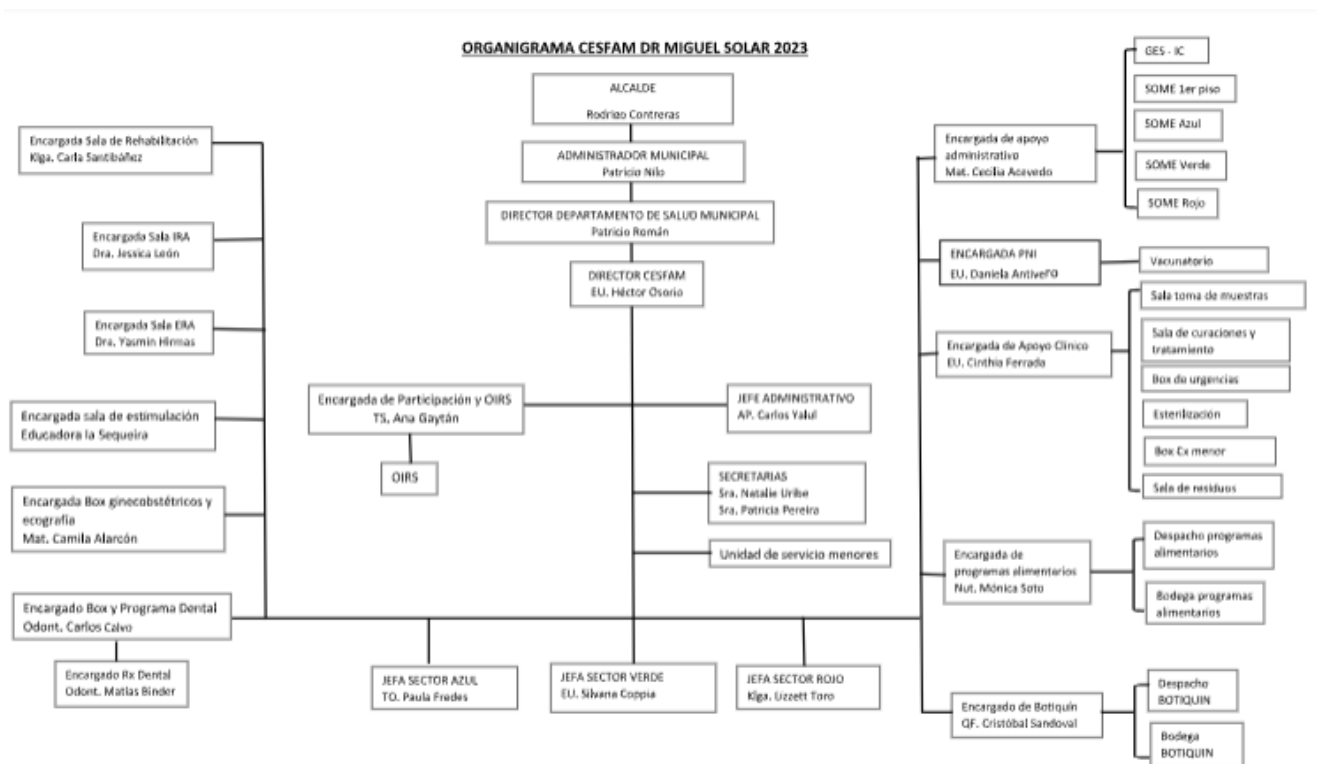 ORGANIGRAMA CESFAM DR MIGUEL SOLAR 2023
ALCALDE
Rodrigo Contreras
ADMINISTRADOR MUNICIPAL
Patricio Nilo
DIRECTOR DEPARTAMENTO DE SALUD MUNICIPAL
Patricio Román
DIRECTOR CESFAM
EU. Héctor Osorio
Encargada Sala de Rehabilitación
Klga. Carla Santibáñez
Encargada Sala IRA
Dra. Jessica León
Encargada Sala ERA
Dra. Yasmin Hirmas
Encargada sala de estimulación
Educadora la Sequeira
Encargada Box ginecobstétricos y
ecografía
Mat. Camila Alarcón
Encargado Box y Programa Dental
Odont. Carlos Calvo
Encargado Rx Dental
Odont. Matías Binder
Encargada de Participación y OIRS
TS. Ana Gaytán
OIRS
JEFE ADMINISTRATIVO
AP. Carlos Yalul
SECRETARIAS
Sra. Natalie Uribe
Sra. Patricia Pereira
Unidad de servicio menores
JEFA SECTOR AZUL
TO. Paula Fredes
JEFA SECTOR VERDE
EU. Silvana Coppia
JEFA SECTOR ROJO
Klga. Lizzett Toro
Encargada de apoyo
administrativo
Mat. Cecilia Acevedo
GES - IC
SOME 1er piso
SOME Azul
SOME Verde
SOME Rojo
ENCARGADA PNI
EU. Daniela Antivero
Vacunatorio
Encargada de Apoyo Clínico
EU. Cinthia Ferrada
Sala toma de muestras
Sala de curaciones y
tratamiento
Box de urgencias
Esterilización
Box Cx menor
Sala de residuos
Encargada de
programas alimentarios
Nut. Mónica Soto
Despacho programas
alimentarios
Bodega programas
alimentarios
Encargado de Botiquín
QF. Cristóbal Sandoval
Despacho
BOTIQUIN
Bodega
BOTIQUIN